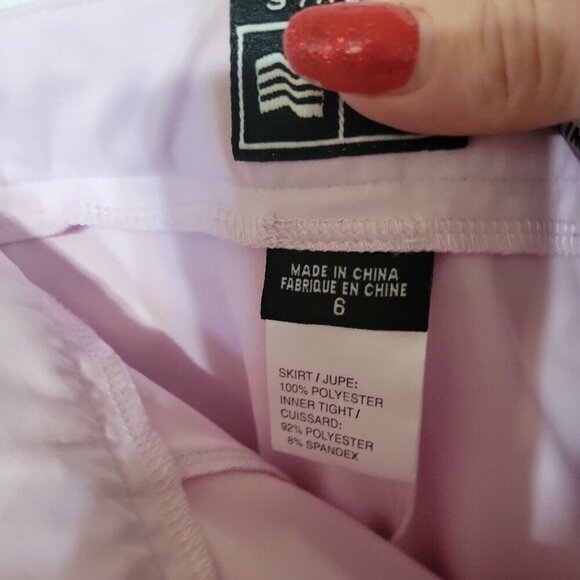 MADE IN CHINA
FABRIQUE EN CHINE
6
SKIRT / JUPE:
100% POLYESTER
INNER TIGHT /
CUISSARD:
92% POLYESTER
8% SPANDEX